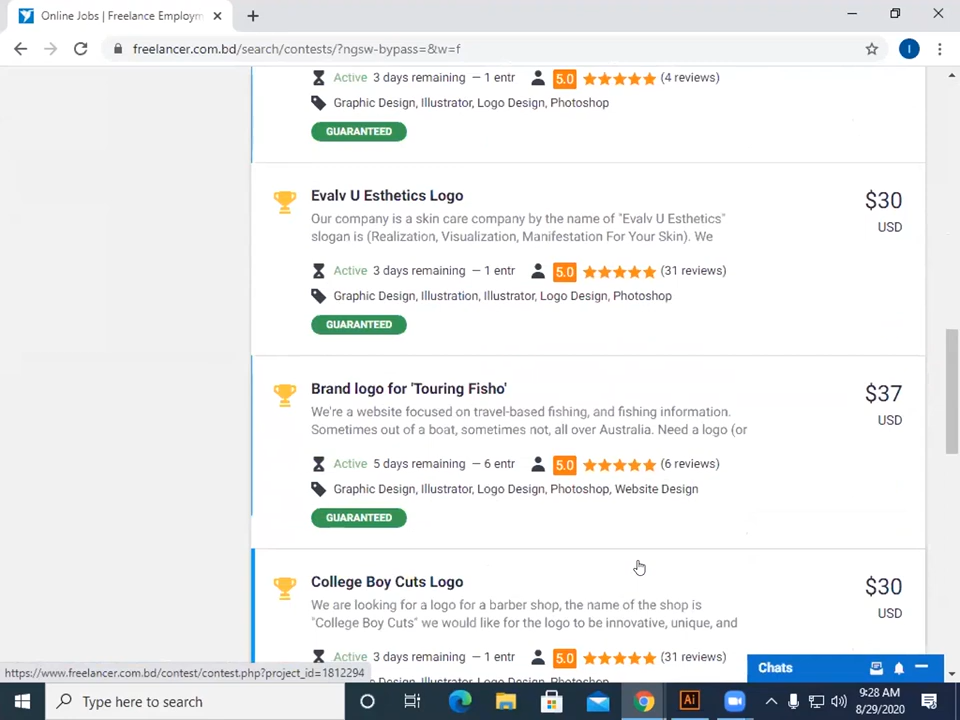 Online Jobs | Freelance Employm
freelancer.com.bd/search/contests/?ngsw-bypass=&w=f
I
Active 3 days remaining — 1 entr 5.0 (4 reviews)
Graphic Design, Illustrator, Logo Design, Photoshop
GUARANTEED
Evalv U Esthetics Logo
$30
Our company is a skin care company by the name of "Evalv U Esthetics"
USD
slogan is (Realization, Visualization, Manifestation For Your Skin). We
Active 3 days remaining — 1 entr 5.0 (31 reviews)
Graphic Design, Illustration, Illustrator, Logo Design, Photoshop
GUARANTEED
Brand logo for 'Touring Fisho'
$37
We're a website focused on travel-based fishing, and fishing information.
USD
Sometimes out of a boat, sometimes not, all over Australia. Need a logo (or
Active 5 days remaining — 6 entr 5.0 (6 reviews)
Graphic Design, Illustrator, Logo Design, Photoshop, Website Design
GUARANTEED
College Boy Cuts Logo
$30
We are looking for a logo for a barber shop, the name of the shop is
USD
"College Boy Cuts" we would like for the logo to be innovative, unique, and
Active 3 days remaining — 1 entr 5.0 (31 reviews)
https://www.freelancer.com.bd/contest/contest.php?project_id=1812294
Chats
Type here to search
Ai
9:28 AM
8/29/2020